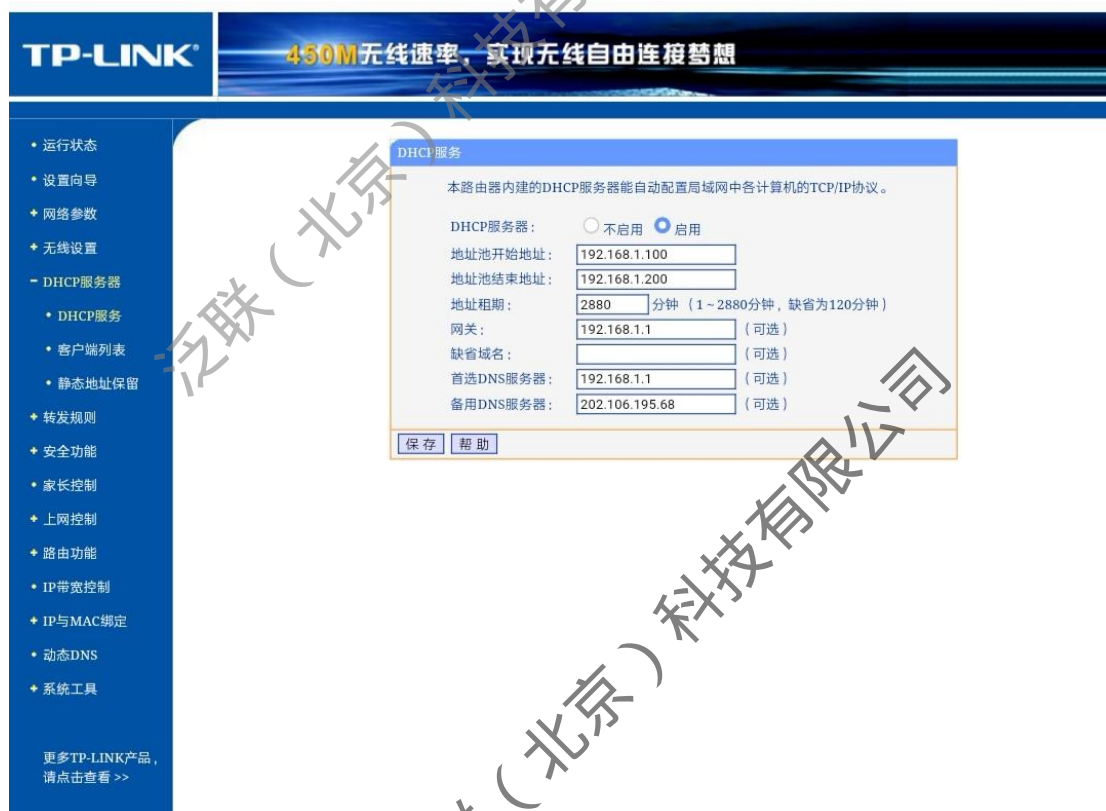 TP-LINK®
450M无线速率，实现无线自由连接梦想
• 运行状态
• 设置向导
+ 网络参数
+ 无线设置
- DHCP服务器
• DHCP服务
• 客户端列表
• 静态地址保留
+ 转发规则
+ 安全功能
• 家长控制
+ 上网控制
+ 路由功能
• IP带宽控制
+ IP与MAC绑定
• 动态DNS
+ 系统工具
更多TP-LINK产品，
请点击查看 >>
DHCP服务
本路由器内建的DHCP服务器能自动配置局域网中各计算机的TCP/IP协议。
DHCP服务器： 不启用 启用
地址池开始地址： 192.168.1.100
地址池结束地址： 192.168.1.200
地址租期： 2880 分钟（1～2880分钟，缺省为120分钟）
网关： 192.168.1.1 （可选）
缺省域名： （可选）
首选DNS服务器： 192.168.1.1 （可选）
备用DNS服务器： 202.106.195.68 （可选）
保存 帮助
泛联（北京）科技有
（北京）科技有限公司